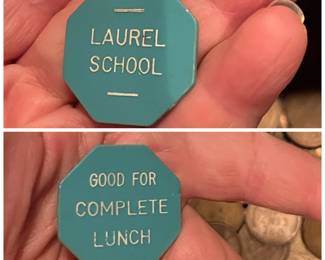 LAUREL
SCHOOL
GOOD FOR
COMPLETE
LUNCH